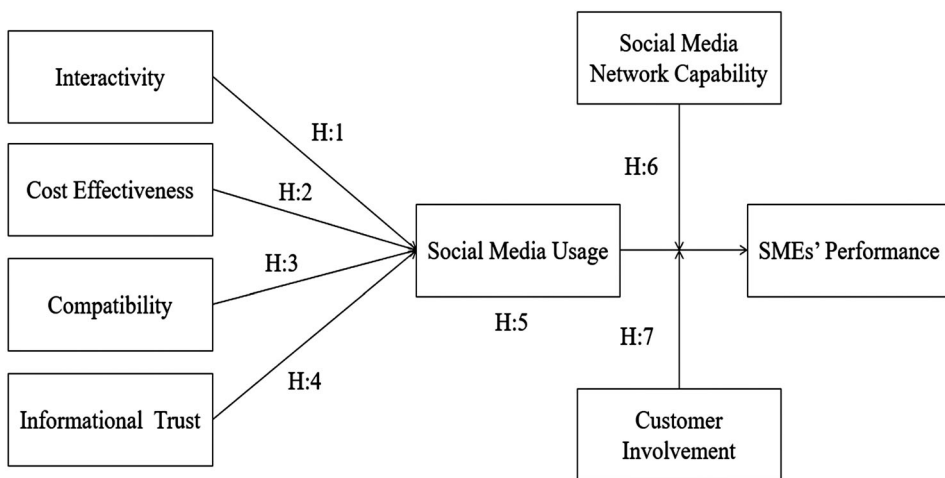 Interactivity
Cost Effectiveness
Compatibility
Informational Trust
H:1
H:2
H:3
H:4
Social Media Usage
H:5
Social Media
Network Capability
H:6
H:7
Customer
Involvement
SMEs’ Performance